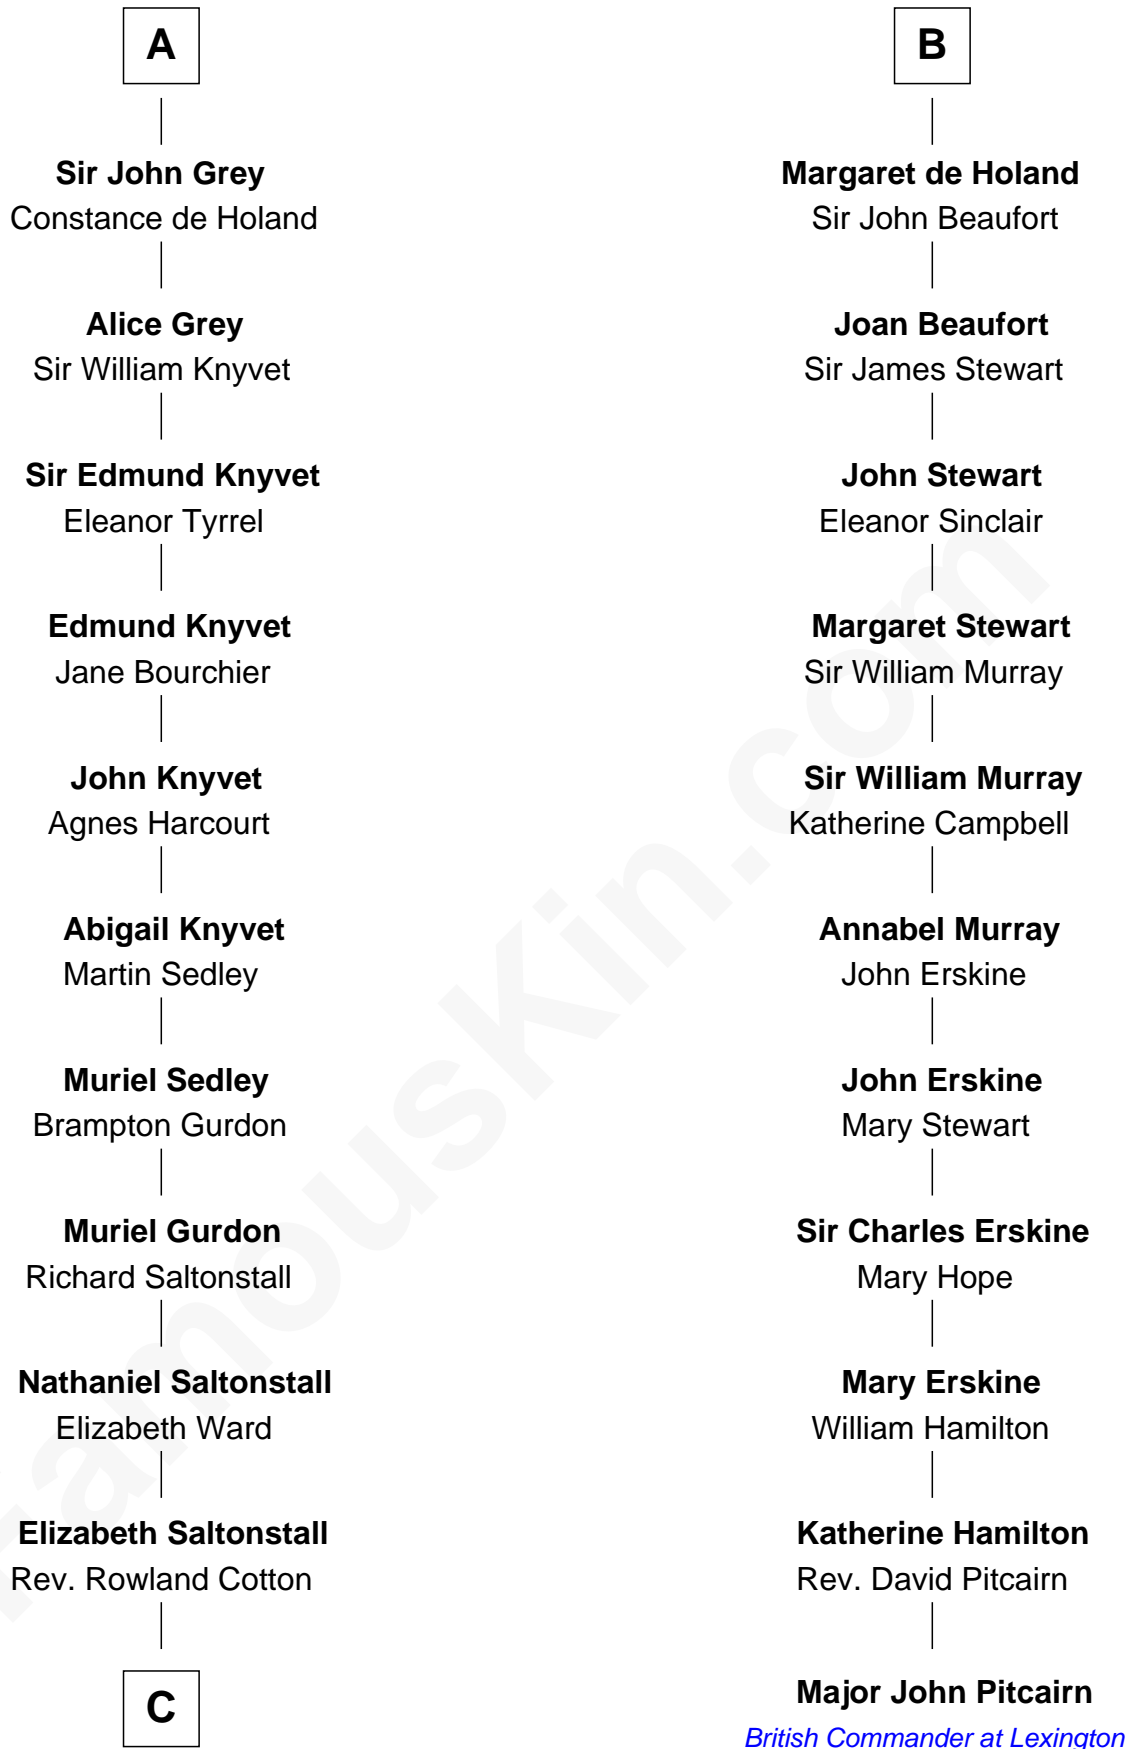 A
Sir John Grey
Constance de Holand
Alice Grey
Sir William Knyvet
Sir Edmund Knyvet
Eleanor Tyrrel
Edmund Knyvet
Jane Bourchier
John Knyvet
Agnes Harcourt
Abigail Knyvet
Martin Sedley
Muriel Sedley
Brampton Gurdon
Muriel Gurdon
Richard Saltonstall
Nathaniel Saltonstall
Elizabeth Ward
Elizabeth Saltonstall
Rev. Rowland Cotton
C
B
Margaret de Holand
Sir John Beaufort
Joan Beaufort
Sir James Stewart
John Stewart
Eleanor Sinclair
Margaret Stewart
Sir William Murray
Sir William Murray
Katherine Campbell
Annabel Murray
John Erskine
John Erskine
Mary Stewart
Sir Charles Erskine
Mary Hope
Mary Erskine
William Hamilton
Katherine Hamilton
Rev. David Pitcairn
Major John Pitcairn
British Commander at Lexington
FamousKin.com